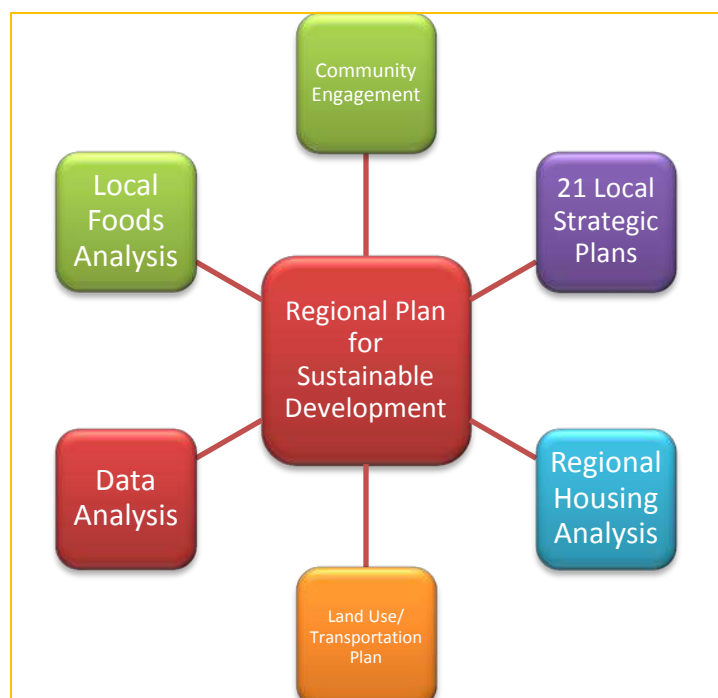 Community
Engagement
Local
Foods
Analysis
21 Local
Strategic
Plans
Regional Plan
for
Sustainable
Development
Data
Analysis
Regional
Housing
Analysis
Land Use/
Transportation
Plan